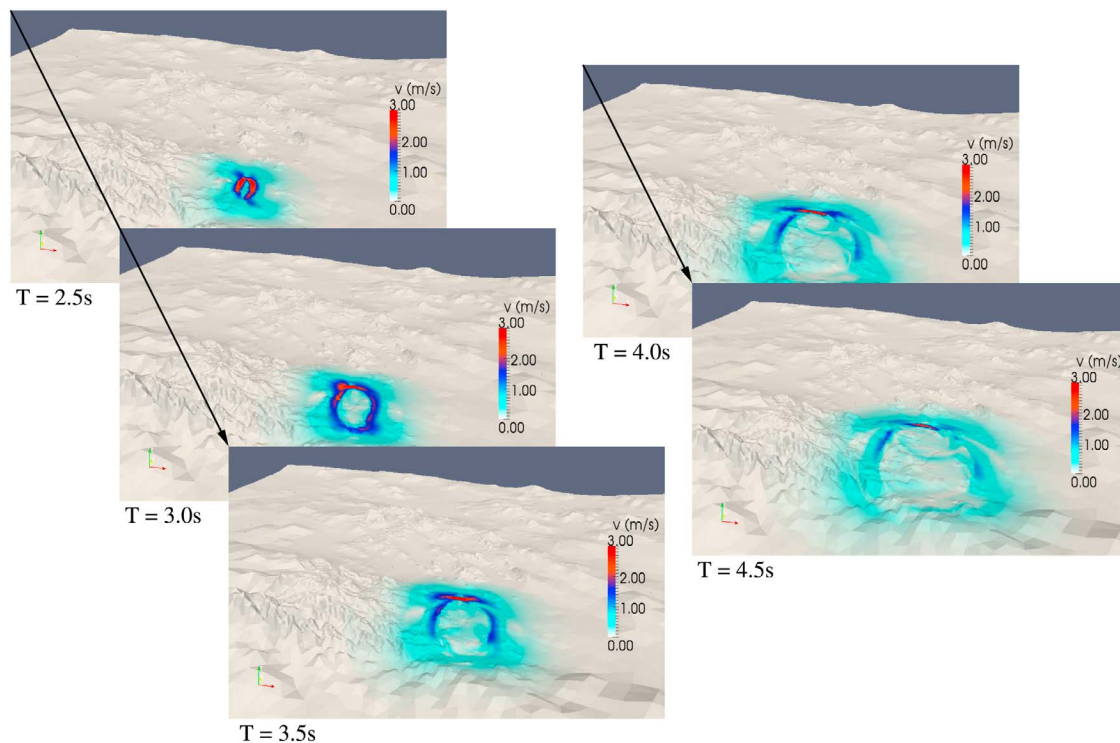 v (m/s)
3.00
2.00
1.00
0.00
T = 2.5s
v (m/s)
3.00
2.00
1.00
0.00
T = 3.0s
v (m/s)
3.00
2.00
1.00
0.00
T = 3.5s
v (m/s)
3.00
2.00
1.00
0.00
T = 4.0s
v (m/s)
3.00
2.00
1.00
0.00
T = 4.5s